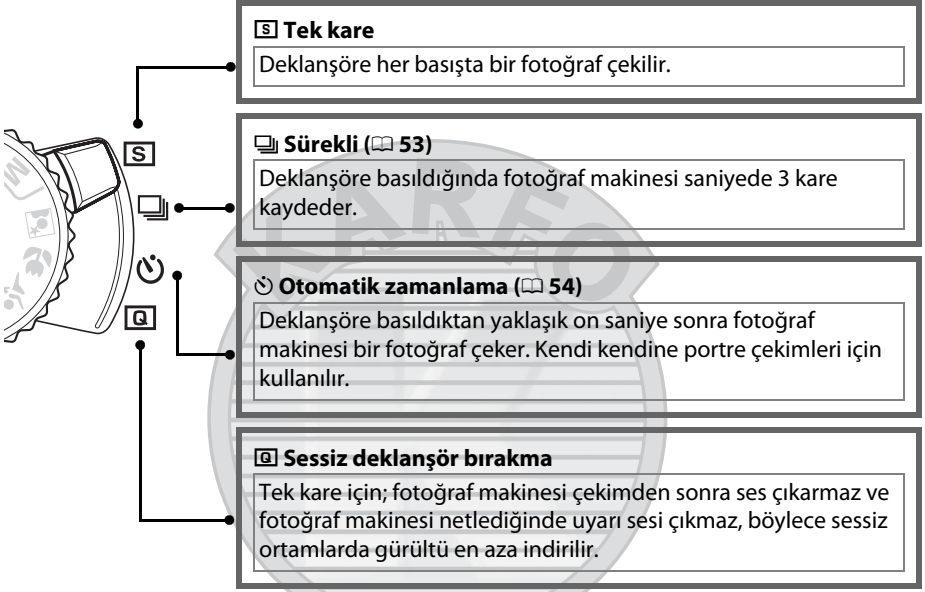 S Tek kare
Deklanşöre her basışta bir fotoğraf çekilir.
Sürekli (53)
Deklanşöre basıldığında fotoğraf makinesi saniyede 3 kare
kaydeder.
Otomatik zamanlama (54)
Deklanşöre basıldıktan yaklaşık on saniye sonra fotoğraf
makinesi bir fotoğraf çeker. Kendi kendine portre çekimleri için
kullanılır.
Q Sessiz deklanşör bırakma
Tek kare için; fotoğraf makinesi çekimden sonra ses çıkarmaz ve
fotoğraf makinesi netlediğinde uyarı sesi çıkmaz, böylece sessiz
ortamlarda gürültü en aza indirilir.
S
Q
M
KARFO